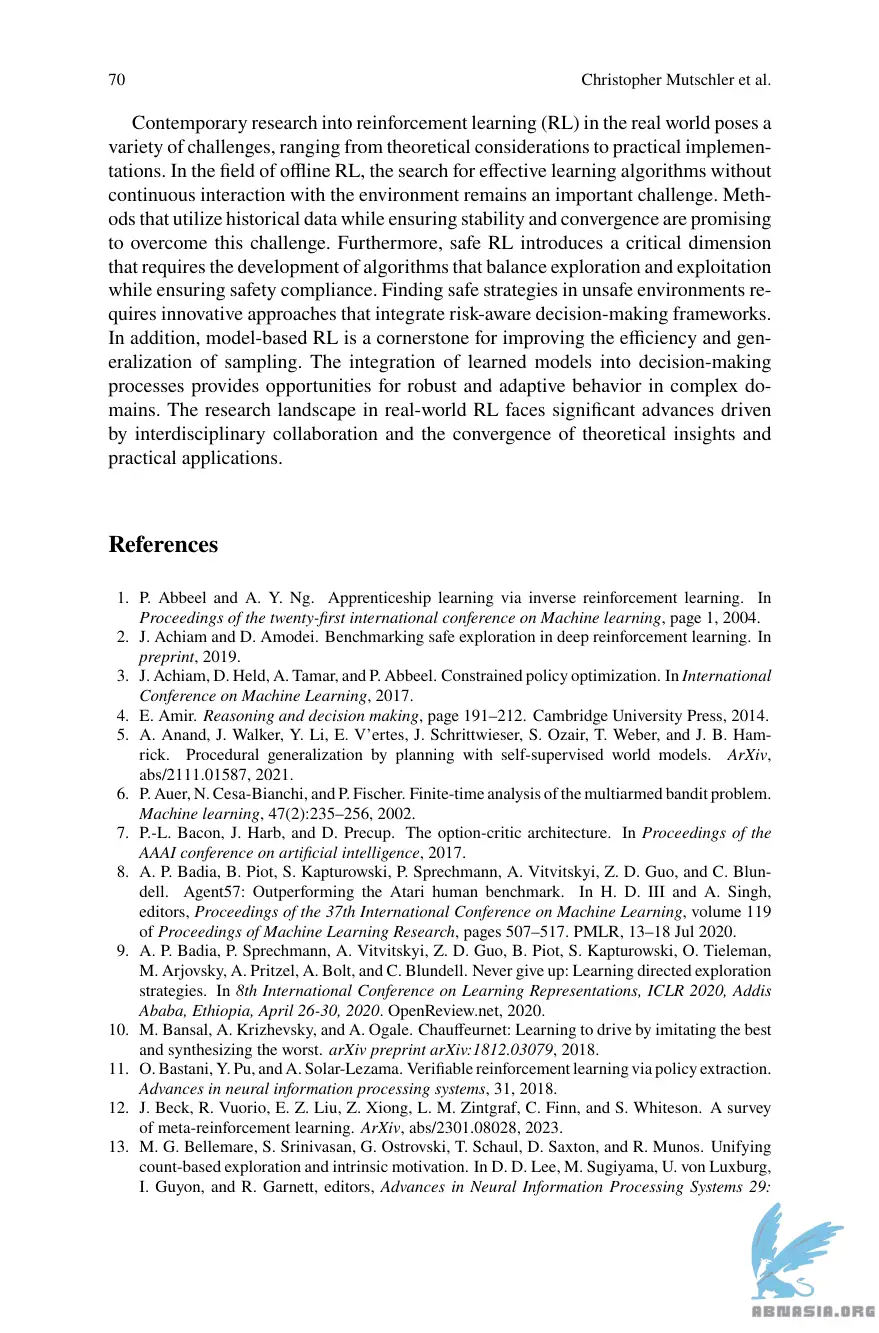 70
Christopher Mutschler et al.
Contemporary research into reinforcement learning (RL) in the real world poses a
variety of challenges, ranging from theoretical considerations to practical implemen-
tations. In the field of offline RL, the search for effective learning algorithms without
continuous interaction with the environment remains an important challenge. Meth-
ods that utilize historical data while ensuring stability and convergence are promising
to overcome this challenge. Furthermore, safe RL introduces a critical dimension
that requires the development of algorithms that balance exploration and exploitation
while ensuring safety compliance. Finding safe strategies in unsafe environments re-
quires innovative approaches that integrate risk-aware decision-making frameworks.
In addition, model-based RL is a cornerstone for improving the efficiency and gen-
eralization of sampling. The integration of learned models into decision-making
processes provides opportunities for robust and adaptive behavior in complex do-
mains. The research landscape in real-world RL faces significant advances driven
by interdisciplinary collaboration and the convergence of theoretical insights and
practical applications.
References
1. P. Abbeel and A. Y. Ng. Apprenticeship learning via inverse reinforcement learning. In
Proceedings of the twenty-first international conference on Machine learning, page 1, 2004.
2. J. Achiam and D. Amodei. Benchmarking safe exploration in deep reinforcement learning. In
preprint, 2019.
3. J. Achiam, D. Held, A. Tamar, and P. Abbeel. Constrained policy optimization. In International
Conference on Machine Learning, 2017.
4. E. Amir. Reasoning and decision making, page 191–212. Cambridge University Press, 2014.
5. A. Anand, J. Walker, Y. Li, E. V'ertes, J. Schrittwieser, S. Ozair, T. Weber, and J. B. Ham-
rick. Procedural generalization by planning with self-supervised world models. ArXiv,
abs/2111.01587, 2021.
6. P. Auer, N. Cesa-Bianchi, and P. Fischer. Finite-time analysis of the multiarmed bandit problem.
Machine learning, 47(2):235–256, 2002.
7. P.-L. Bacon, J. Harb, and D. Precup. The option-critic architecture. In Proceedings of the
AAAI conference on artificial intelligence, 2017.
8. A. P. Badia, B. Piot, S. Kapturowski, P. Sprechmann, A. Vitvitskyi, Z. D. Guo, and C. Blun-
dell. Agent57: Outperforming the Atari human benchmark. In H. D. III and A. Singh,
editors, Proceedings of the 37th International Conference on Machine Learning, volume 119
of Proceedings of Machine Learning Research, pages 507–517. PMLR, 13–18 Jul 2020.
9. A. P. Badia, P. Sprechmann, A. Vitvitskyi, Z. D. Guo, B. Piot, S. Kapturowski, O. Tieleman,
M. Arjovsky, A. Pritzel, A. Bolt, and C. Blundell. Never give up: Learning directed exploration
strategies. In 8th International Conference on Learning Representations, ICLR 2020, Addis
Ababa, Ethiopia, April 26-30, 2020. OpenReview.net, 2020.
10. M. Bansal, A. Krizhevsky, and A. Ogale. Chauffeurnet: Learning to drive by imitating the best
and synthesizing the worst. arXiv preprint arXiv:1812.03079, 2018.
11. O. Bastani, Y. Pu, and A. Solar-Lezama. Verifiable reinforcement learning via policy extraction.
Advances in neural information processing systems, 31, 2018.
12. J. Beck, R. Vuorio, E. Z. Liu, Z. Xiong, L. M. Zintgraf, C. Finn, and S. Whiteson. A survey
of meta-reinforcement learning. ArXiv, abs/2301.08028, 2023.
13. M. G. Bellemare, S. Srinivasan, G. Ostrovski, T. Schaul, D. Saxton, and R. Munos. Unifying
count-based exploration and intrinsic motivation. In D. D. Lee, M. Sugiyama, U. von Luxburg,
I. Guyon, and R. Garnett, editors, Advances in Neural Information Processing Systems 29:
ABNASIA.ORG